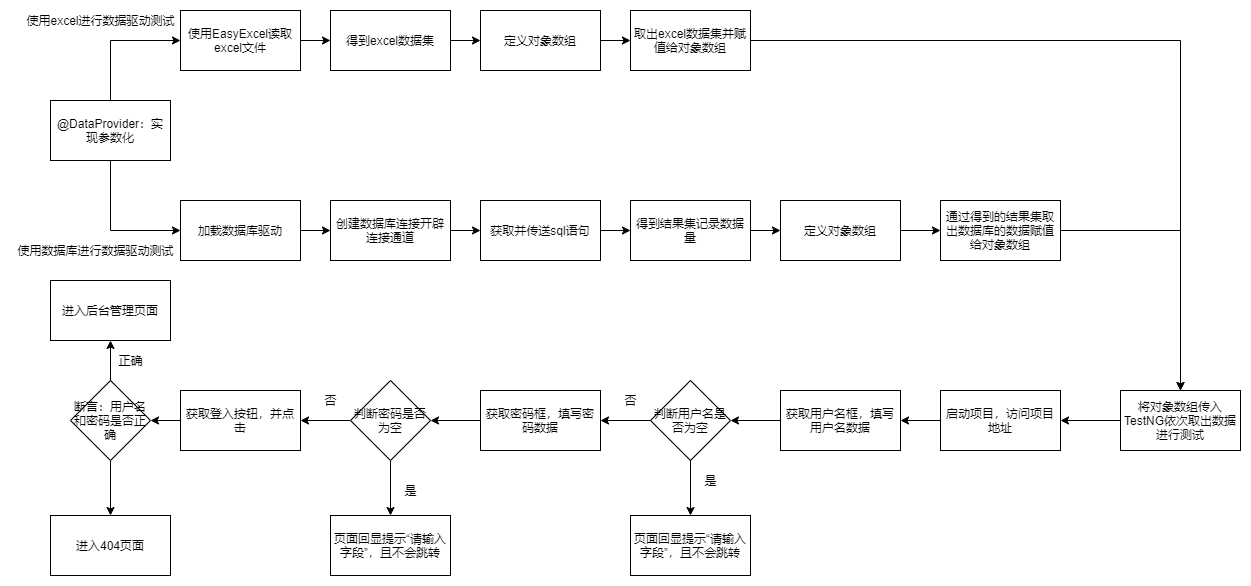 使用excel进行数据驱动测试
使用EasyExcel读取
excel文件
得到excel数据集
定义对象数组
取出excel数据集并赋
值给对象数组
@DataProvider：实
现参数化
使用数据库进行数据驱动测试
加载数据库驱动
创建数据库连接开辟
连接通道
获取并传送sql语句
得到结果集记录数据
量
定义对象数组
通过得到的结果集取
出数据库的数据赋值
给对象数组
进入后台管理页面
正确
断言：用户名
和密码是否正
确
获取登入按钮，并点
击
否
判断密码是否
为空
获取密码框，填写密
码数据
否
判断用户名是
否为空
获取用户名框，填写
用户名数据
启动项目，访问项目
地址
将对象数组传入
TestNG依次取出数据
进行测试
是
是
进入404页面
页面回显提示“请输入
字段”，且不会跳转
页面回显提示“请输入
字段”，且不会跳转